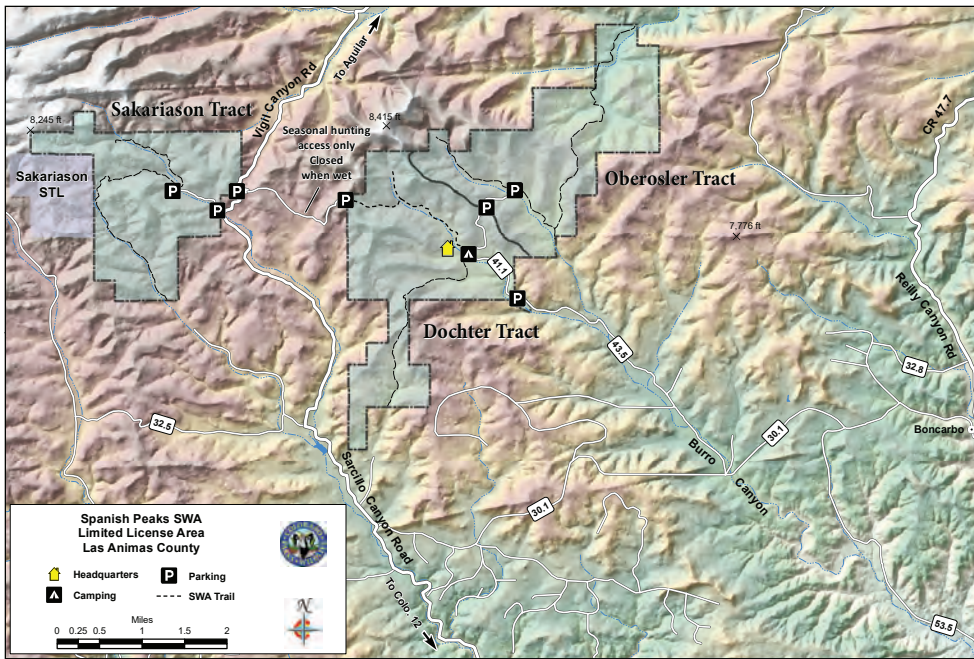 To Aguilar
Vigil Canyon Rd
Sakariason Tract
8,245 ft
8,415 ft
CR 47.7
Seasonal hunting
access only
Closed
when wet
Sakariason
STL
P
P
P
P
P
P
Oberosler Tract
7,776 ft
41.1
P
Reilly Canyon Rd
Dochter Tract
43.5
32.8
32.5
30.1
Boncarbo
Burro
Canyon
Sarcillo Canyon Road
30.1
To Colo. 12
53.5
Spanish Peaks SWA
Limited License Area
Las Animas County
Headquarters
P Parking
Camping
SWA Trail
N
Miles
0 0.25 0.5 1 1.5 2